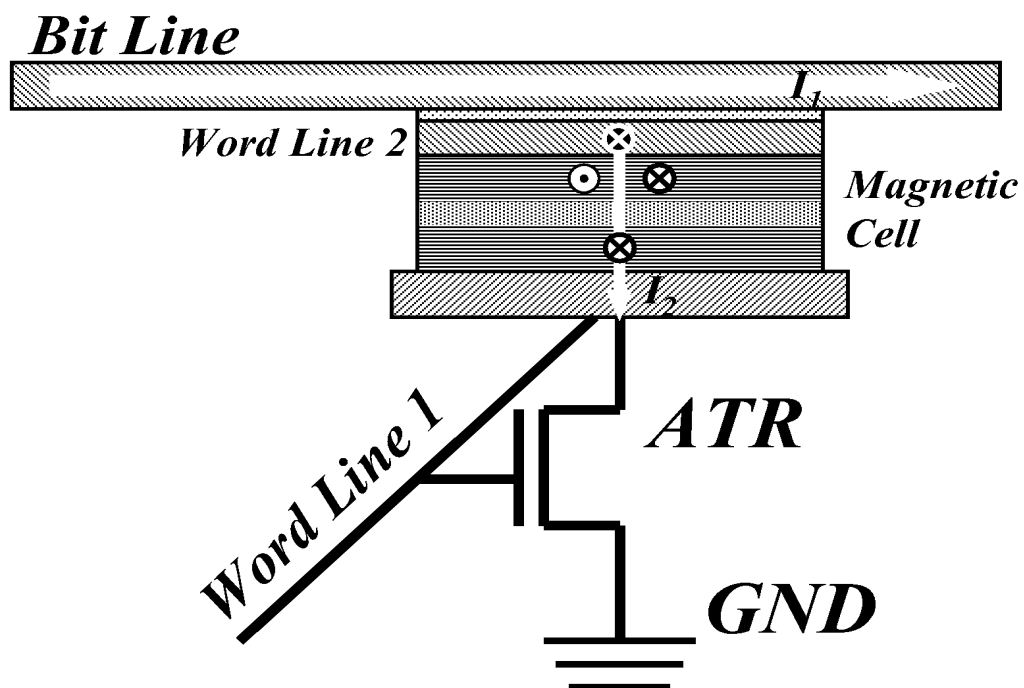 Bit Line
I1
Word Line 2
Magnetic
Cell
I2
Word Line 1
ATR
GND